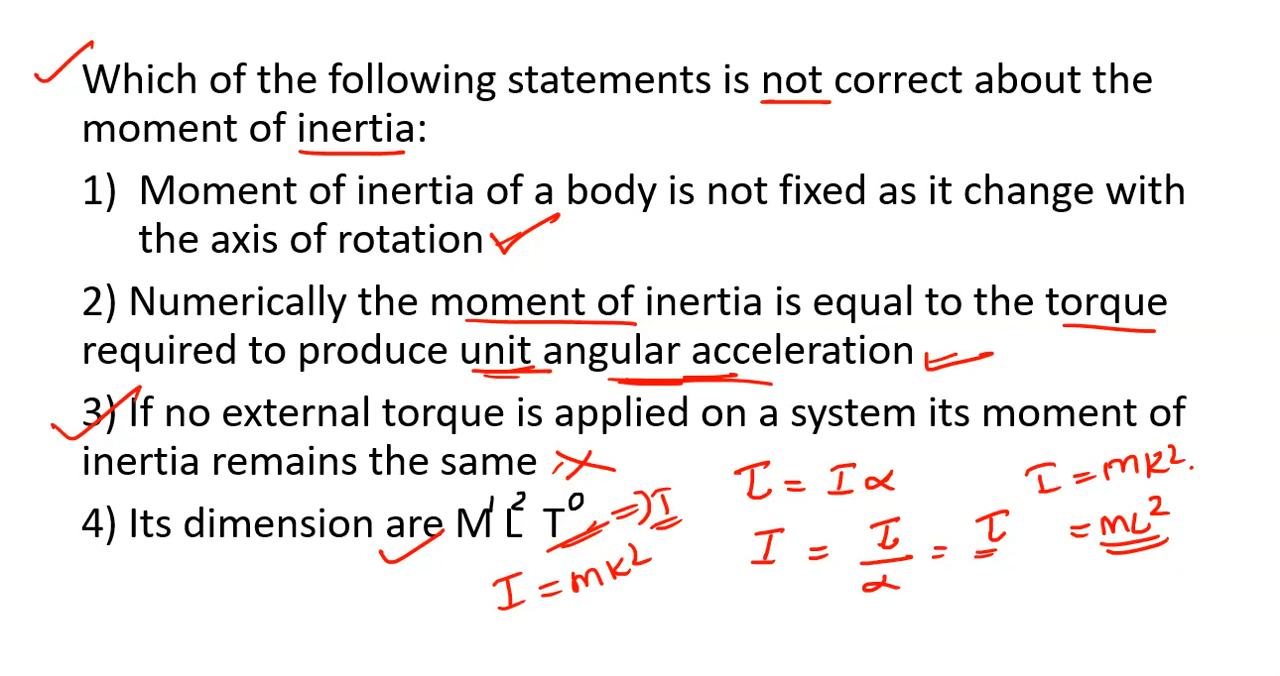 Which of the following statements is not correct about the
moment of inertia:
1) Moment of inertia of a body is not fixed as it change with
the axis of rotation
2) Numerically the moment of inertia is equal to the torque
required to produce unit angular acceleration
3) If no external torque is applied on a system its moment of
inertia remains the same
τ = Iα
I = mk².
4) Its dimension are M¹ L² T⁰ => I
I = τ/α = τ
= mL²
I = mk²